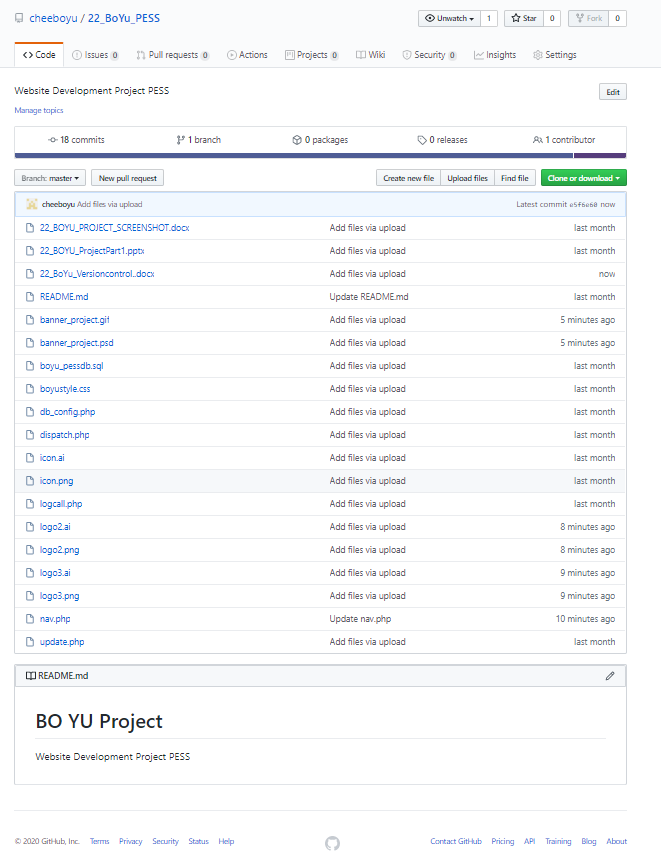 cheeboyu / 22_BoYu_PESS Unwatch 1 Star 0 Fork 0
Code Issues 0 Pull requests 0 Actions Projects 0 Wiki Security 0 Insights Settings
Website Development Project PESS Edit
Manage topics
18 commits 1 branch 0 packages 0 releases 1 contributor
Branch: master New pull request Create new file Upload files Find file Clone or download
cheeboyu Add files via upload Latest commit e5f6e60 now
22_BOYU_PROJECT_SCREENSHOT.docx Add files via upload last month
22_BOYU_ProjectPart1.pptx Add files via upload last month
22_BoYu_Versioncontrol..docx Add files via upload now
README.md Update README.md last month
banner_project.gif Add files via upload 5 minutes ago
banner_project.psd Add files via upload 5 minutes ago
boyu_pessdb.sql Add files via upload last month
boyustyle.css Add files via upload last month
db_config.php Add files via upload last month
dispatch.php Add files via upload last month
icon.ai Add files via upload last month
icon.png Add files via upload last month
logcall.php Add files via upload last month
logo2.ai Add files via upload 8 minutes ago
logo2.png Add files via upload 8 minutes ago
logo3.ai Add files via upload 9 minutes ago
logo3.png Add files via upload 9 minutes ago
nav.php Update nav.php 10 minutes ago
update.php Add files via upload last month
README.md
BO YU Project
Website Development Project PESS
© 2020 GitHub, Inc. Terms Privacy Security Status Help Contact GitHub Pricing API Training Blog About